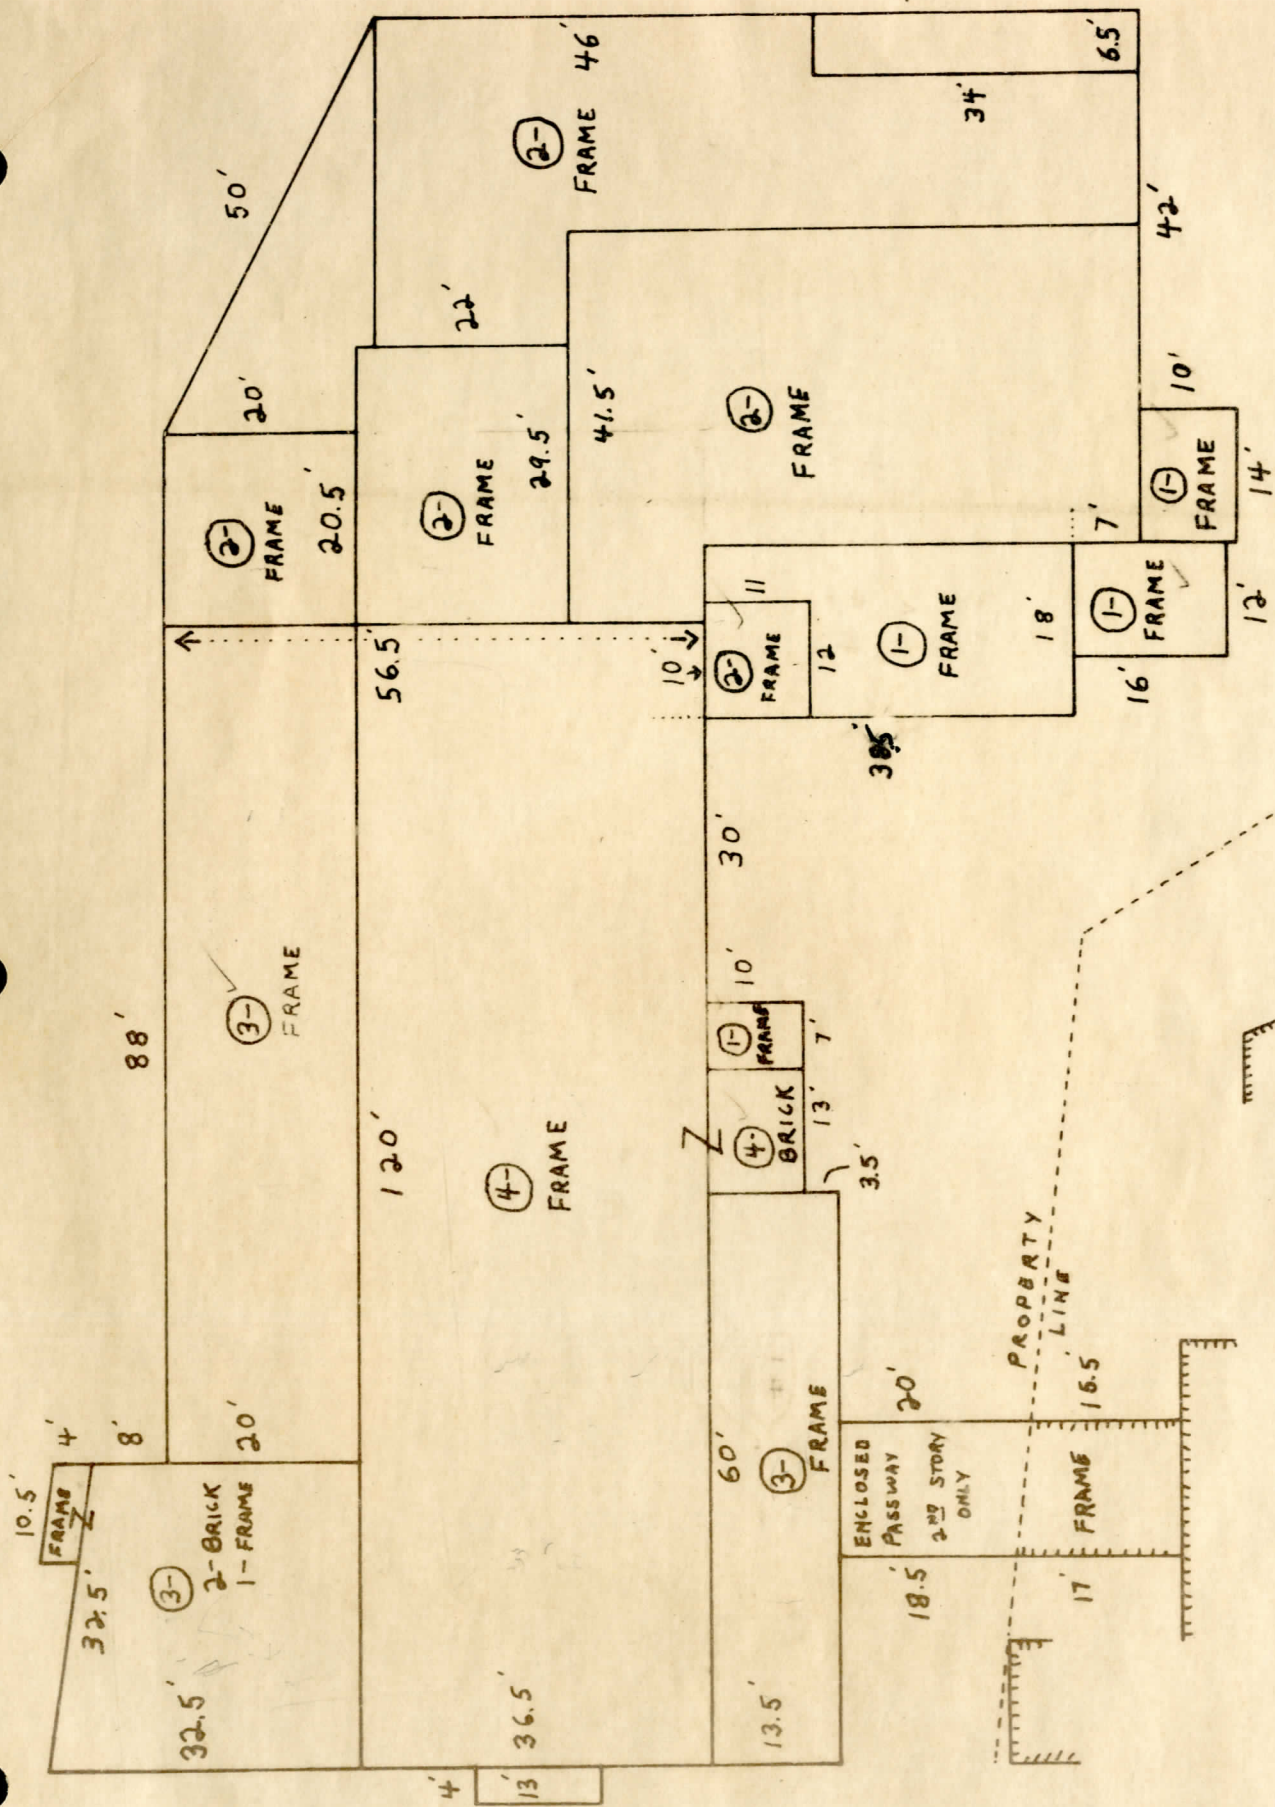 10.5'
4'
FRAME
Z
8'
32.5'
3-
2-BRICK
1-FRAME
32.5'
20'
88'
3-
FRAME
2-
FRAME
20.5'
20'
50'
120'
56.5'
4-
FRAME
36.5'
4'
13'
2-
FRAME
29.5'
22'
2-
FRAME
46'
34'
6.5'
41.5'
2-
FRAME
42'
60'
3-
FRAME
13.5'
Z
4-
BRICK
13'
3.5'
1-
FRAME
10'
7'
30'
10'
2-
FRAME
11
12
1-
FRAME
18'
7'
16'
1-
FRAME
12'
1-
FRAME
10'
14'
ENCLOSED
PASSWAY
2ND STORY
ONLY
18.5'
20'
PROPERTY
LINE
FRAME
17'
16.5'